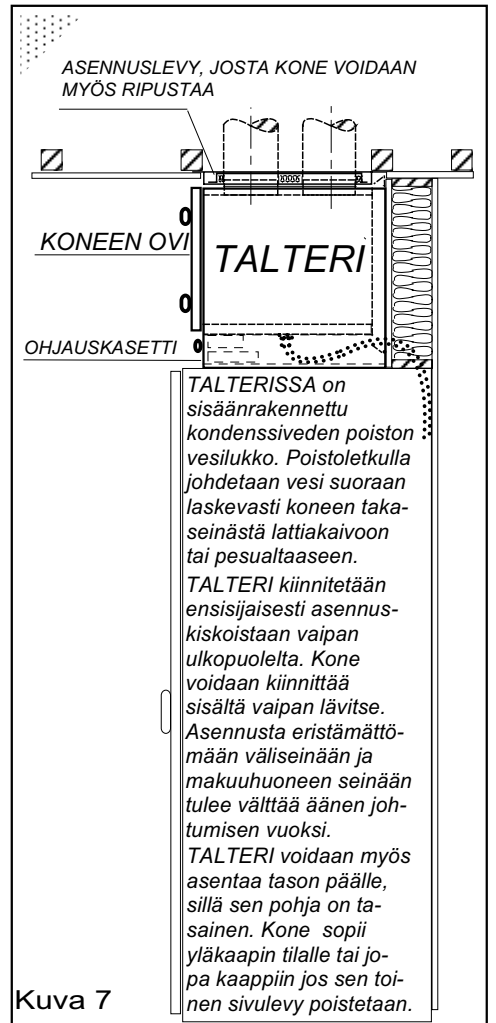 ASENNUSLEVY, JOSTA KONE VOIDAAN
MYÖS RIPUSTAA
KONEEN OVI
TALTERI
OHJAUSKASETTI
TALTERISSA on
sisäänrakennettu
kondenssiveden poiston
vesilukko. Poistoletkulla
johdetaan vesi suoraan
laskevasti koneen taka-
seinästä lattiakaivoon
tai pesualtaaseen.
TALTERI kiinnitetään
ensisijaisesti asennus-
kiskoistaan vaipan
ulkopuolelta. Kone
voidaan kiinnittää
sisältä vaipan lävitse.
Asennusta eristämättö-
mään väliseinään ja
makuuhuoneen seinään
tulee välttää äänen joh-
tumisen vuoksi.
TALTERI voidaan myös
asentaa tason päälle,
sillä sen pohja on ta-
sainen. Kone sopii
yläkaapin tilalle tai jo-
pa kaappiin jos sen toi-
nen sivulevy poistetaan.
Kuva 7